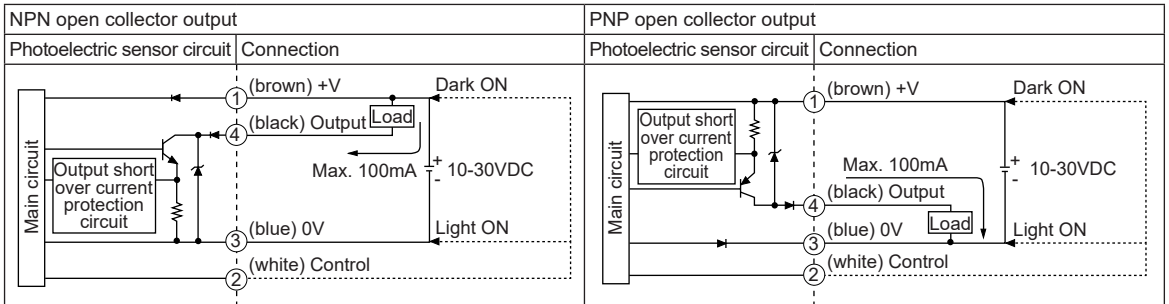 NPN open collector output
Photoelectric sensor circuit
Connection
Main circuit
Output short
over current
protection
circuit
1
(brown) +V
Dark ON
4
(black) Output
Load
Max. 100mA
+
-
10-30VDC
3
(blue) 0V
Light ON
2
(white) Control
PNP open collector output
Photoelectric sensor circuit
Connection
Main circuit
Output short
over current
protection
circuit
1
(brown) +V
Dark ON
Max. 100mA
+
-
10-30VDC
4
(black) Output
Load
3
(blue) 0V
Light ON
2
(white) Control